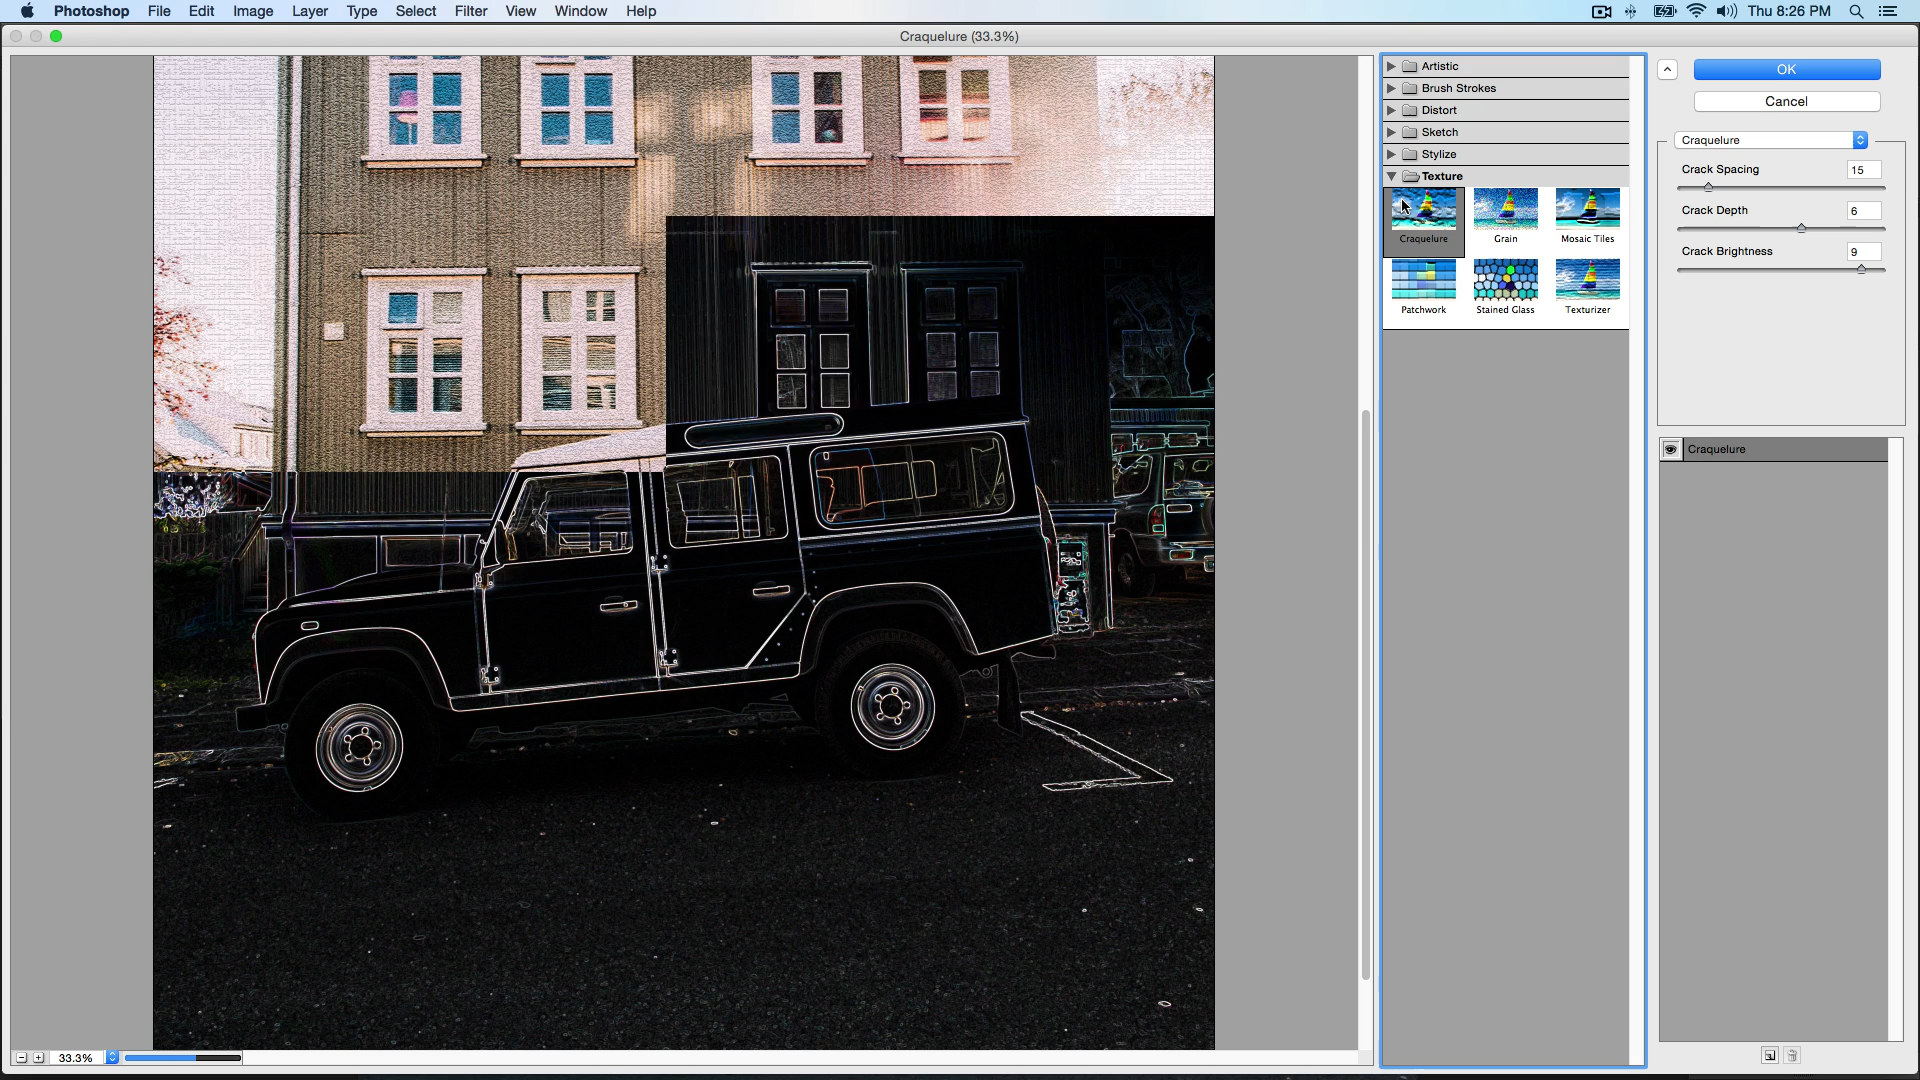 Photoshop File Edit Image Layer Type Select Filter View Window Help Thu 8:26 PM
Craquelure (33.3%)
Artistic
Brush Strokes
Distort
Sketch
Stylize
Texture
Craquelure Grain Mosaic Tiles
Patchwork Stained Glass Texturizer
OK
Cancel
Craquelure
Crack Spacing 15
Crack Depth 6
Crack Brightness 9
Craquelure
33.3%